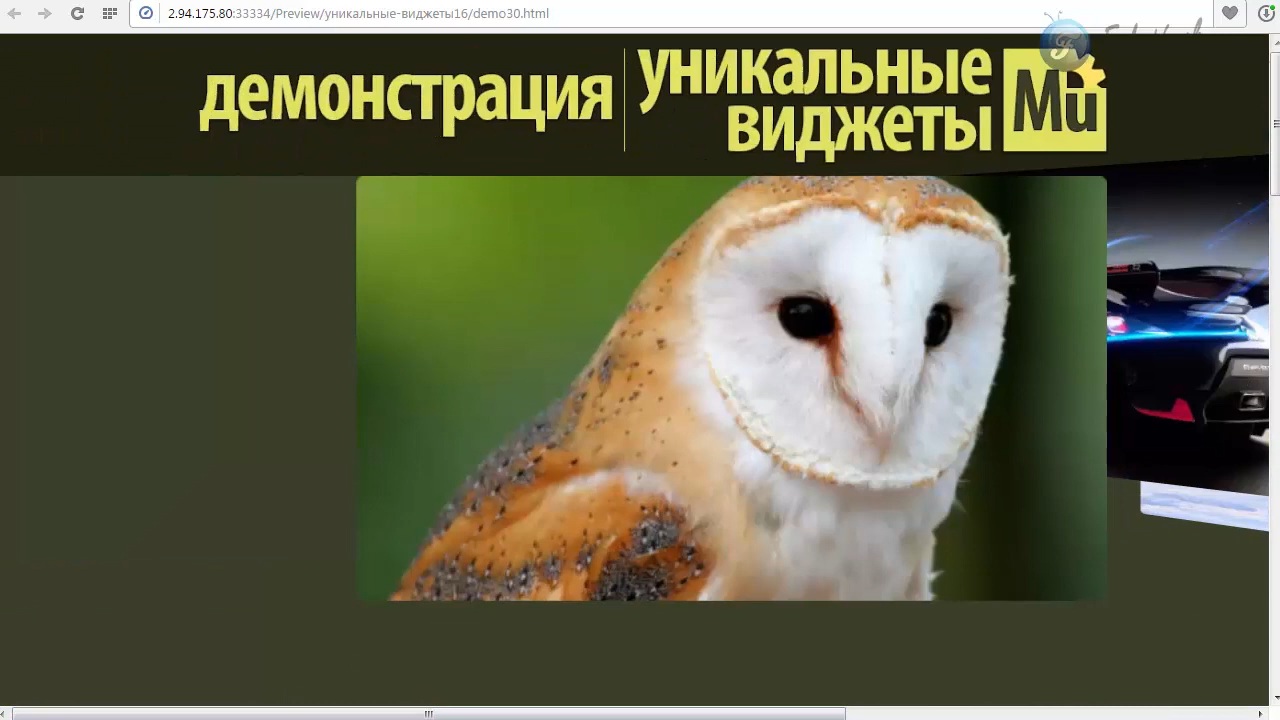 2.94.175.80:33334/Preview/уникальные-виджеты16/demo30.html
демонстрация
уникальные
виджеты
Mu